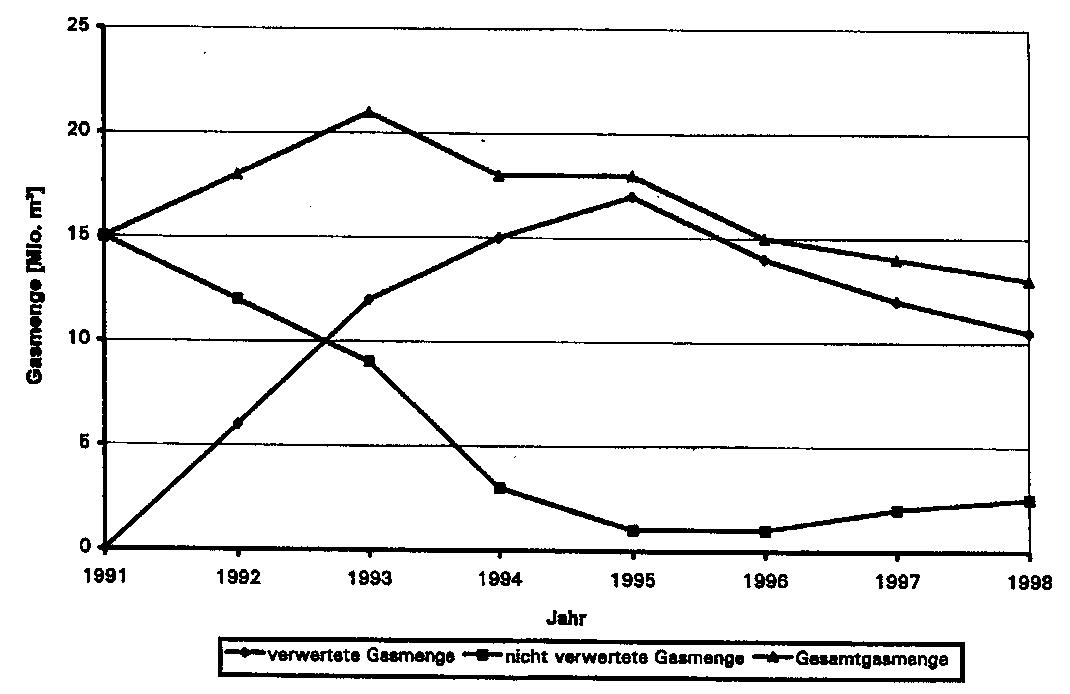 25
20
15
10
5
0
Gasmenge [Mio. m³]
1991 1992 1993 1994 1995 1996 1997 1998
Jahr
verwertete Gasmenge nicht verwertete Gasmenge Gesamtgasmenge